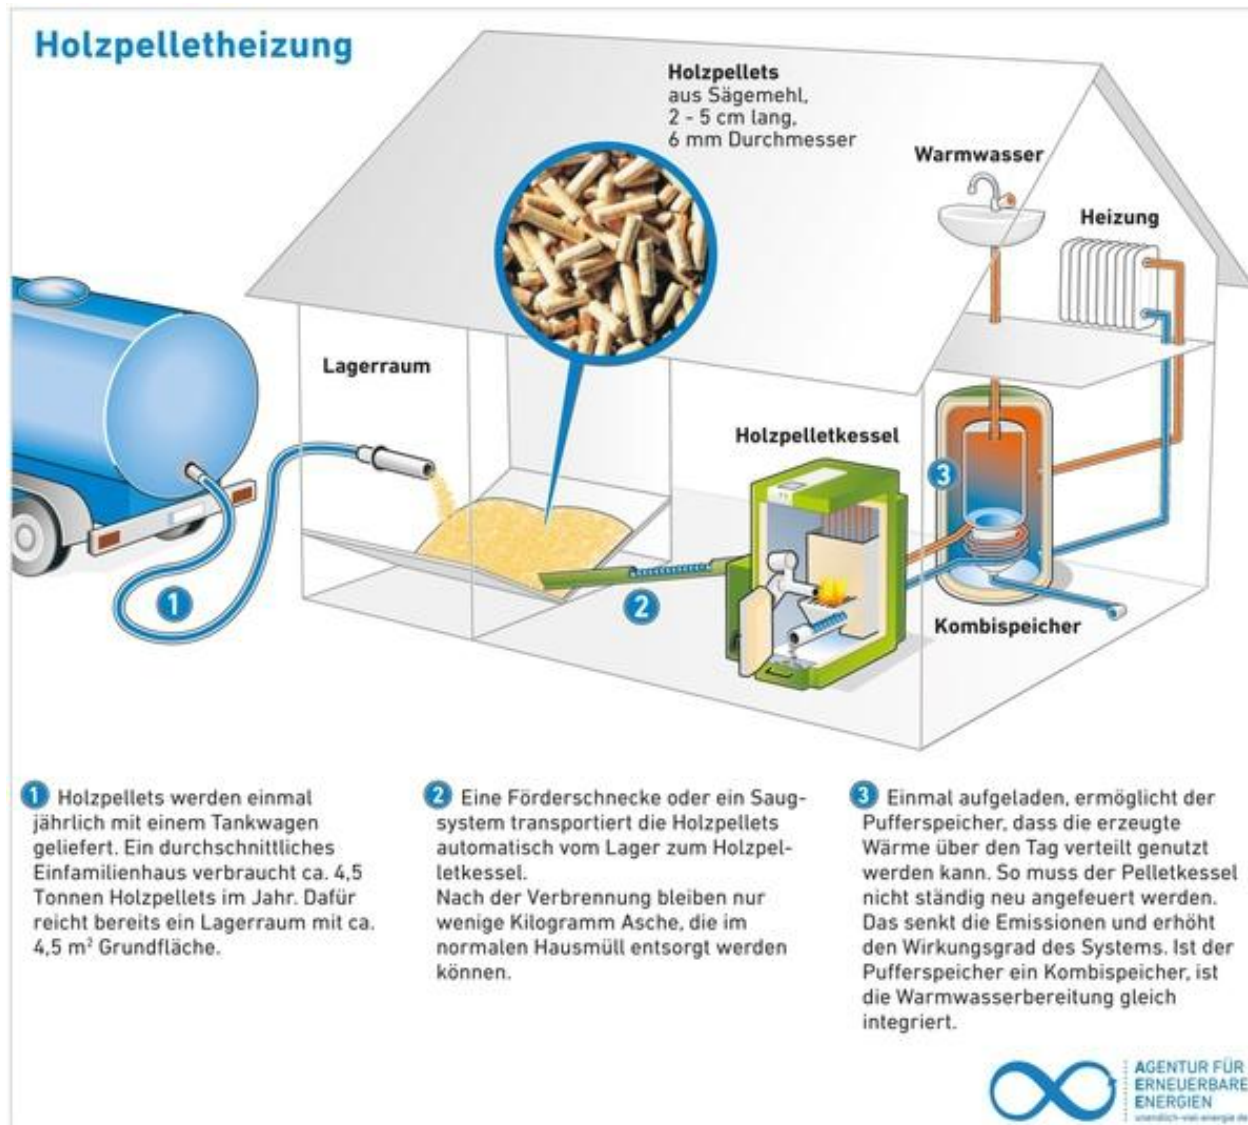 Holzpelletheizung
Holzpellets
aus Sägemehl,
2 - 5 cm lang,
6 mm Durchmesser
Warmwasser
Heizung
Lagerraum
Holzpelletkessel
3
1
2
Kombispeicher
1 Holzpellets werden einmal
jährlich mit einem Tankwagen
geliefert. Ein durchschnittliches
Einfamilienhaus verbraucht ca. 4,5
Tonnen Holzpellets im Jahr. Dafür
reicht bereits ein Lagerraum mit ca.
4,5 m² Grundfläche.
2 Eine Förderschnecke oder ein Saug-
system transportiert die Holzpellets
automatisch vom Lager zum Holzpel-
letkessel.
Nach der Verbrennung bleiben nur
wenige Kilogramm Asche, die im
normalen Hausmüll entsorgt werden
können.
3 Einmal aufgeladen, ermöglicht der
Pufferspeicher, dass die erzeugte
Wärme über den Tag verteilt genutzt
werden kann. So muss der Pelletkessel
nicht ständig neu angefeuert werden.
Das senkt die Emissionen und erhöht
den Wirkungsgrad des Systems. Ist der
Pufferspeicher ein Kombispeicher, ist
die Warmwasserbereitung gleich
integriert.
AGENTUR FÜR
ERNEUERBARE
ENERGIEN
unendlich-viel-energie.de